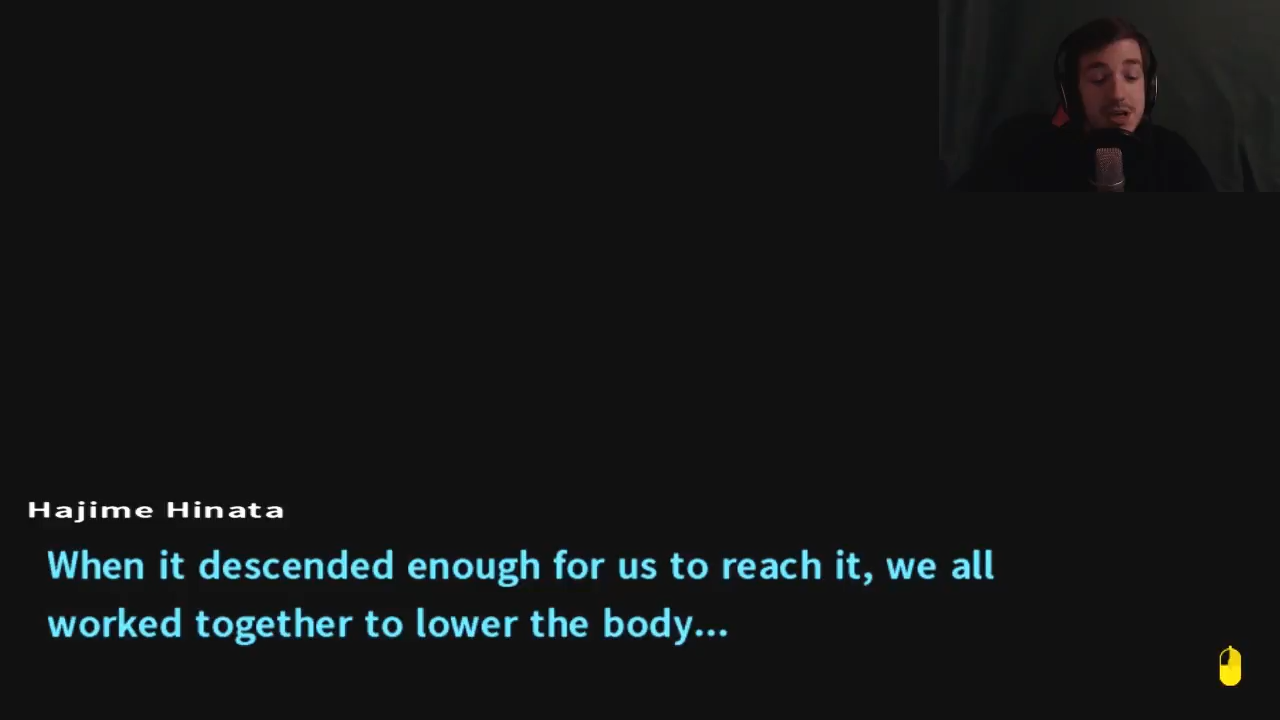 Hajime Hinata
When it descended enough for us to reach it, we all
worked together to lower the body...